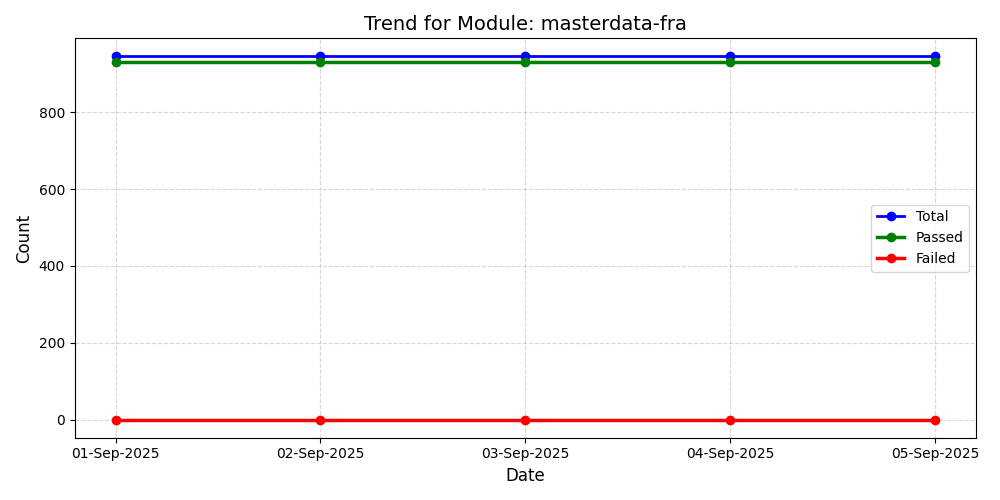 Trend for Module: masterdata-fra
Count
800
600
400
200
0
Total
Passed
Failed
01-Sep-2025
02-Sep-2025
03-Sep-2025
04-Sep-2025
05-Sep-2025
Date